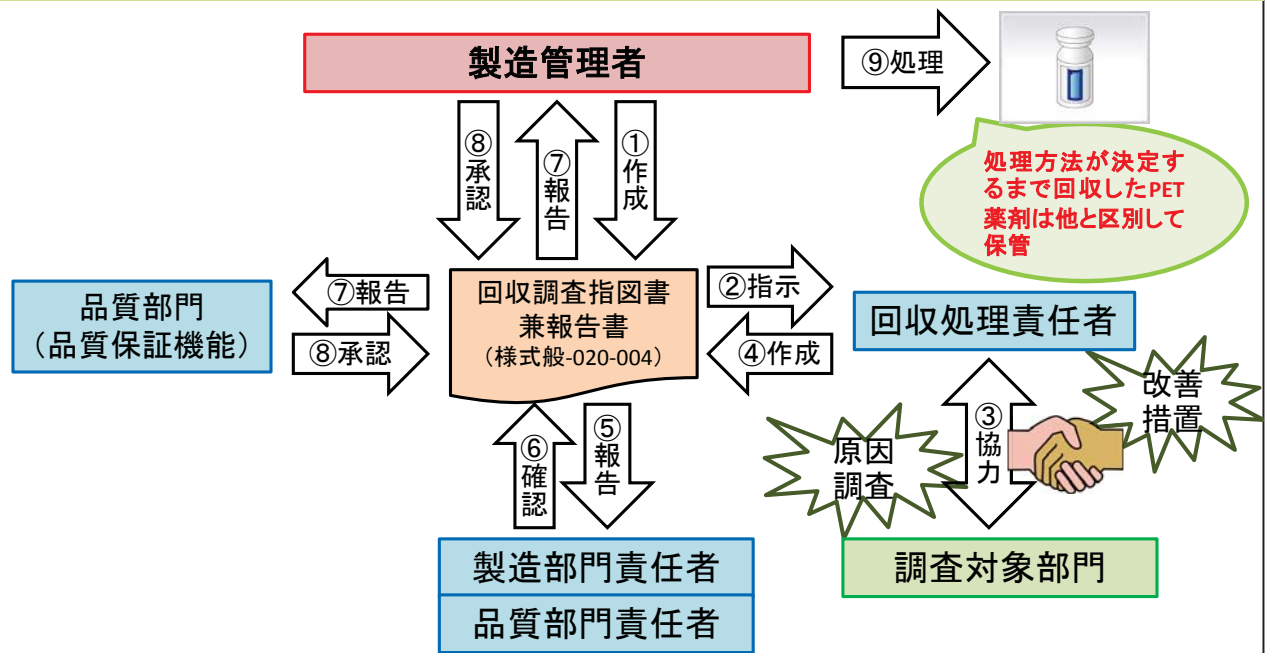 製造管理者
⑨処理
⑧承認
⑦報告
①作成
処理方法が決定す
るまで回収したPET
薬剤は他と区別して
保管
品質部門
（品質保証機能）
⑦報告
⑧承認
回収調査指図書
兼報告書
（様式般-020-004）
②指示
④作成
回収処理責任者
改善
措置
③協力
原因
調査
⑥確認
⑤報告
製造部門責任者
品質部門責任者
調査対象部門